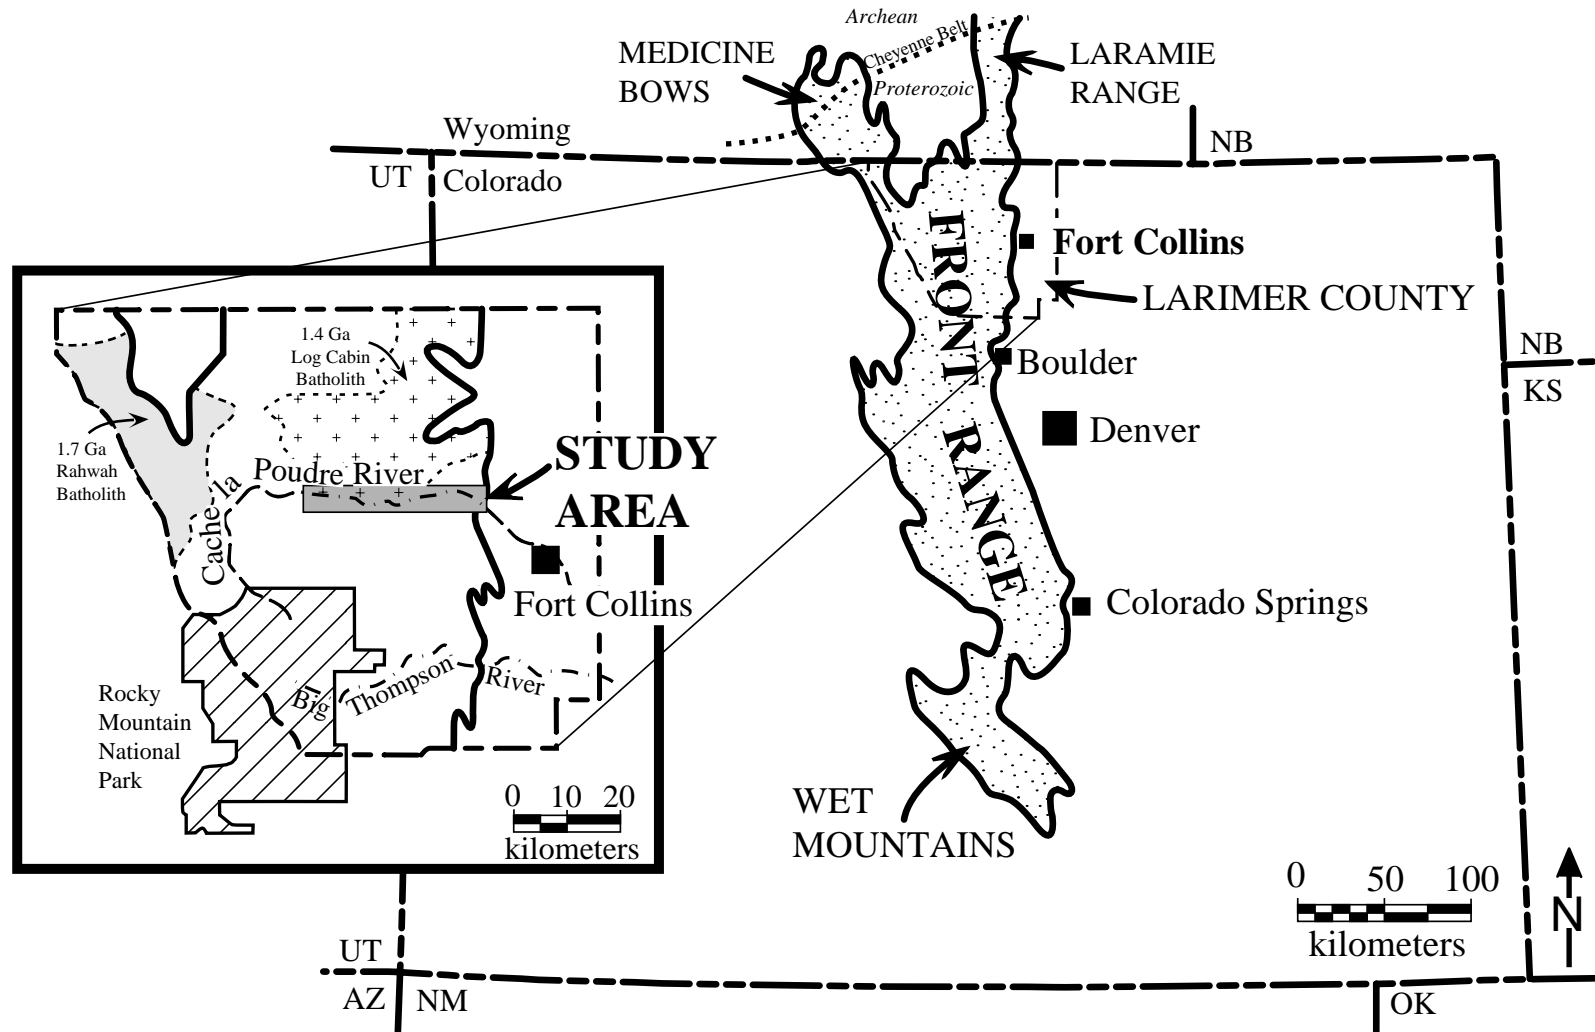 Archean
Cheyenne Belt
Proterozoic
MEDICINE
BOWS
LARAMIE
RANGE
Wyoming
UT
Colorado
NB
Fort Collins
LARIMER COUNTY
FRONT RANGE
Boulder
NB
KS
Denver
Colorado Springs
WET
MOUNTAINS
1.4 Ga
Log Cabin
Batholith
1.7 Ga
Rahwah
Batholith
Cache-la
Poudre River
STUDY
AREA
Fort Collins
Big Thompson River
Rocky
Mountain
National
Park
0 10 20
kilometers
0 50 100
kilometers
N
UT
AZ
NM
OK